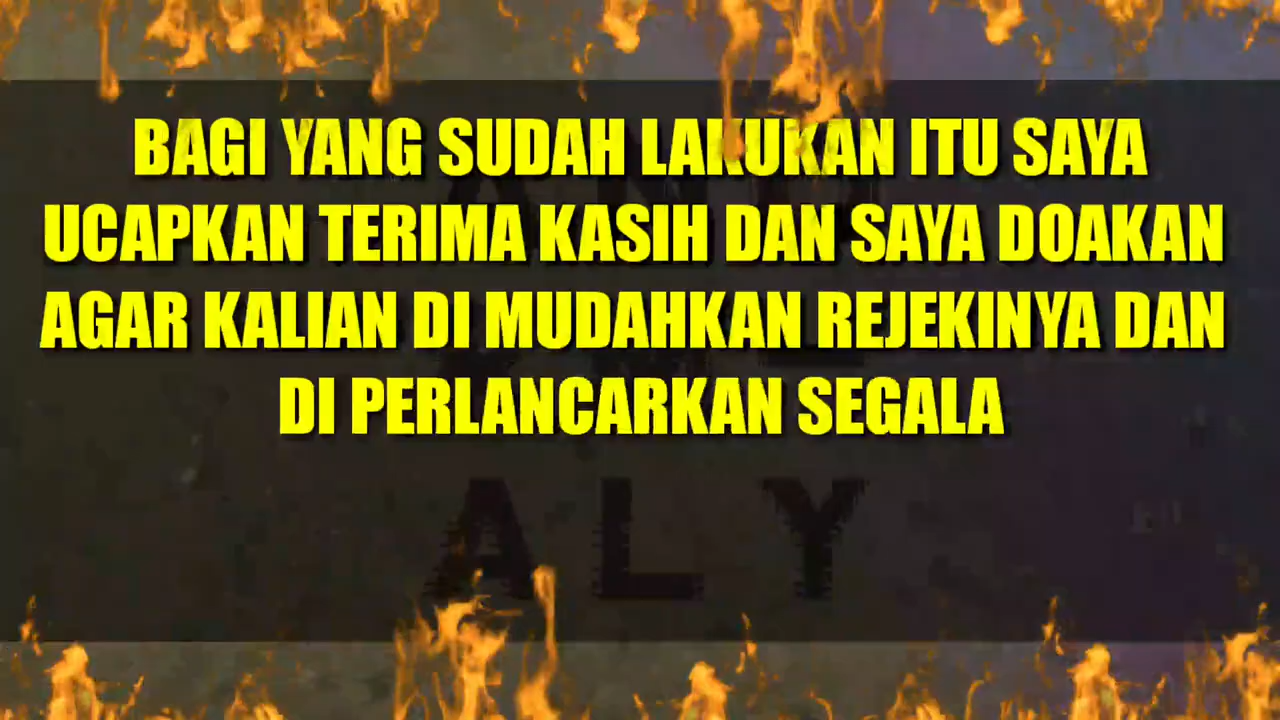 BAGI YANG SUDAH LAKUKAN ITU SAYA
UCAPKAN TERIMA KASIH DAN SAYA DOAKAN
AGAR KALIAN DI MUDAHKAN REJEKINYA DAN
DI PERLANCARKAN SEGALA
ALY